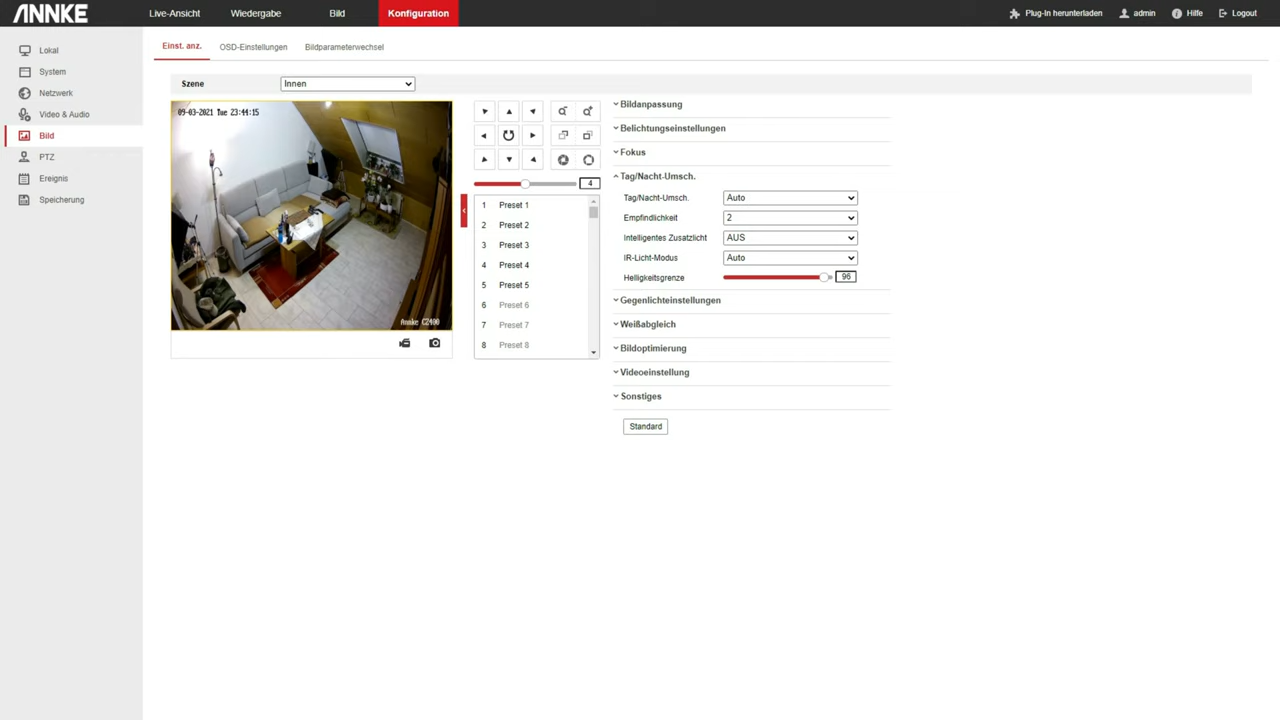 ANNKE
Live-Ansicht
Wiedergabe
Bild
Konfiguration
Plug-In herunterladen
admin
Hilfe
Logout
Lokal
System
Netzwerk
Video & Audio
Bild
PTZ
Ereignis
Speicherung
Einst. anz.
OSD-Einstellungen
Bildparameterwechsel
Szene
Innen
09-03-2021 Tue 23:44:15
Annke CZ400
4
1 Preset 1
2 Preset 2
3 Preset 3
4 Preset 4
5 Preset 5
6 Preset 6
7 Preset 7
8 Preset 8
Bildanpassung
Belichtungseinstellungen
Fokus
Tag/Nacht-Umsch.
Tag/Nacht-Umsch. Auto
Empfindlichkeit 2
Intelligentes Zusatzlicht AUS
IR-Licht-Modus Auto
Helligkeitsgrenze 96
Gegenlichteinstellungen
Weißabgleich
Bildoptimierung
Videoeinstellung
Sonstiges
Standard